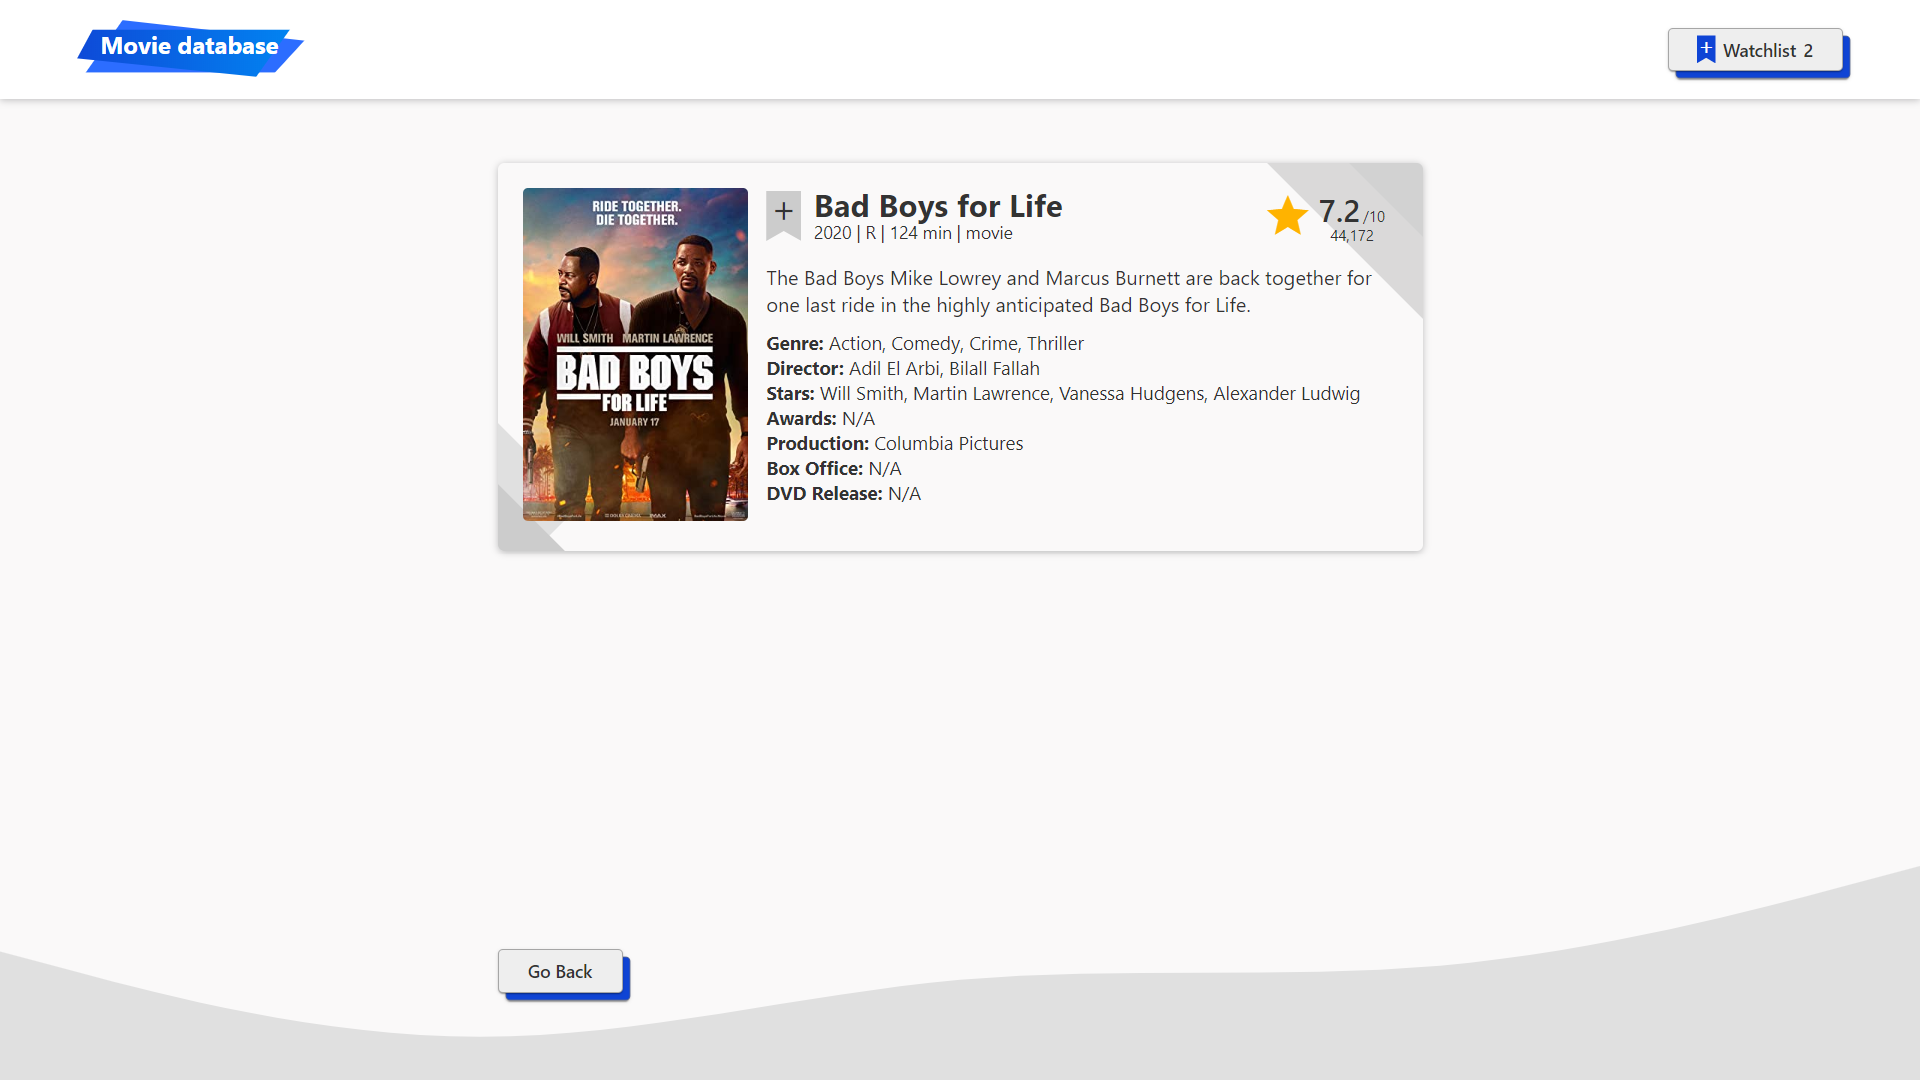 Movie database
Watchlist 2
RIDE TOGETHER.
DIE TOGETHER.
WILL SMITH MARTIN LAWRENCE
BAD BOYS
FOR LIFE
JANUARY 17
Bad Boys for Life
2020 | R | 124 min | movie
7.2/10
44,172
The Bad Boys Mike Lowrey and Marcus Burnett are back together for
one last ride in the highly anticipated Bad Boys for Life.
Genre: Action, Comedy, Crime, Thriller
Director: Adil El Arbi, Bilall Fallah
Stars: Will Smith, Martin Lawrence, Vanessa Hudgens, Alexander Ludwig
Awards: N/A
Production: Columbia Pictures
Box Office: N/A
DVD Release: N/A
Go Back